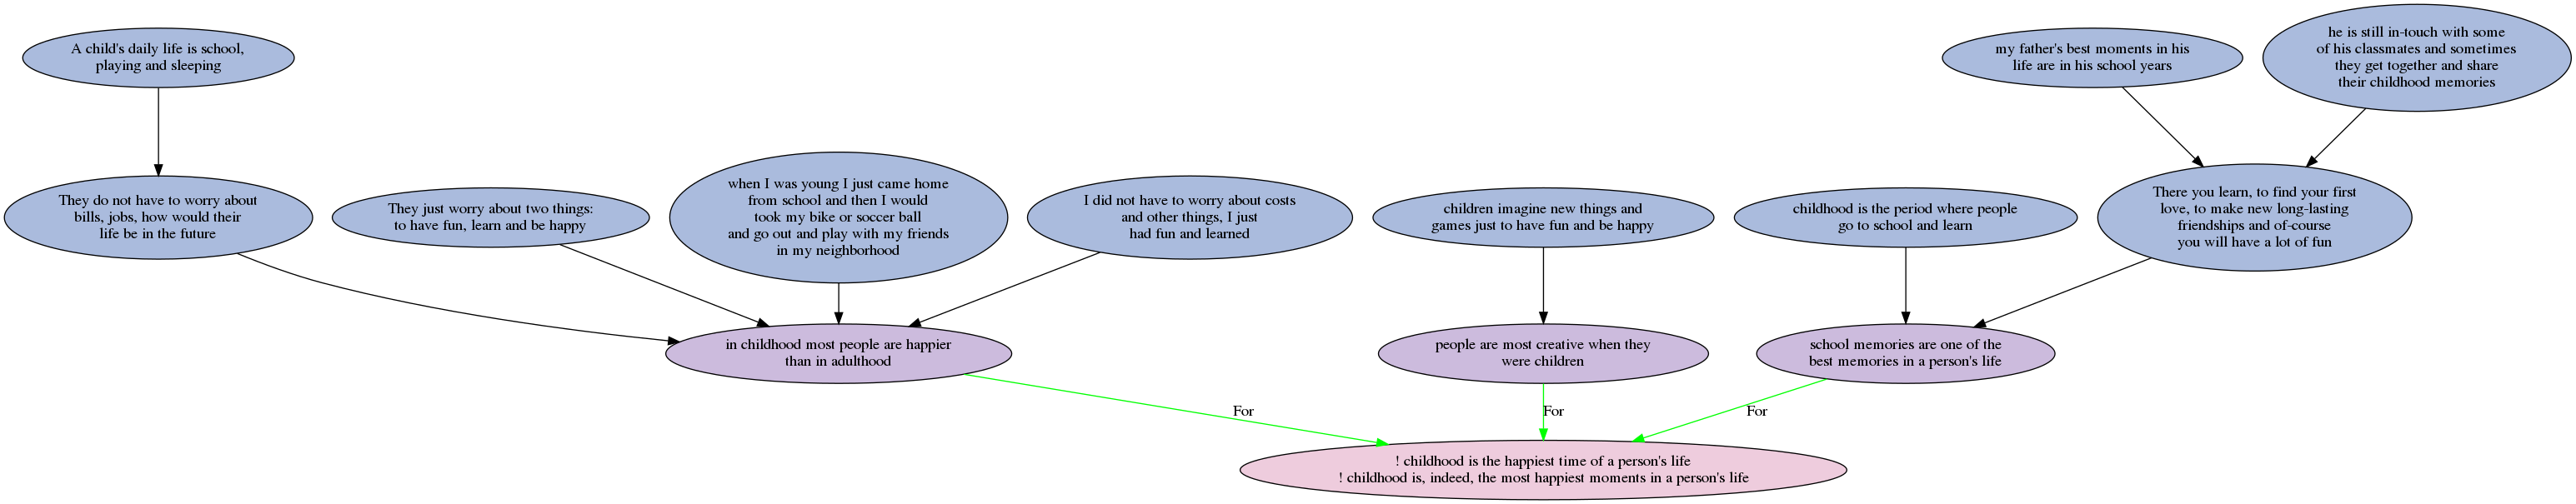 A child's daily life is school,
playing and sleeping
my father's best moments in his
life are in his school years
he is still in-touch with some
of his classmates and sometimes
they get together and share
their childhood memories
They do not have to worry about
bills, jobs, how would their
life be in the future
They just worry about two things:
to have fun, learn and be happy
when I was young I just came home
from school and then I would
took my bike or soccer ball
and go out and play with my friends
in my neighborhood
I did not have to worry about costs
and other things, I just
had fun and learned
children imagine new things and
games just to have fun and be happy
childhood is the period where people
go to school and learn
There you learn, to find your first
love, to make new long-lasting
friendships and of-course
you will have a lot of fun
in childhood most people are happier
than in adulthood
people are most creative when they
were children
school memories are one of the
best memories in a person's life
For
For
For
! childhood is the happiest time of a person's life
! childhood is, indeed, the most happiest moments in a person's life